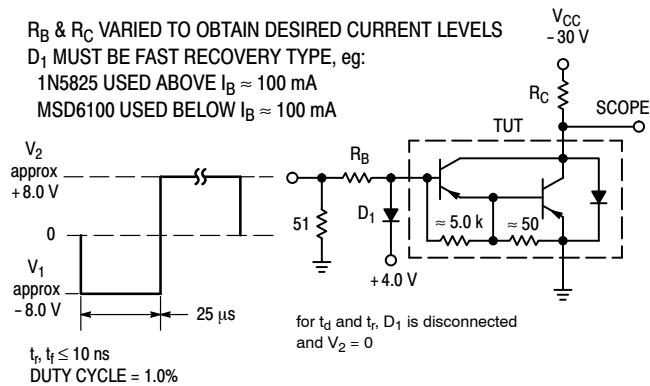 R_B & R_C VARIED TO OBTAIN DESIRED CURRENT LEVELS
D_1 MUST BE FAST RECOVERY TYPE, eg:
1N5825 USED ABOVE I_B ≈ 100 mA
MSD6100 USED BELOW I_B ≈ 100 mA
V_CC
- 30 V
R_C
SCOPE
TUT
V_2
approx
+ 8.0 V
R_B
51
D_1
≈ 5.0 k
≈ 50
0
+ 4.0 V
V_1
approx
- 8.0 V
25 μs
for t_d and t_r, D_1 is disconnected
and V_2 = 0
t_r, t_f ≤ 10 ns
DUTY CYCLE = 1.0%